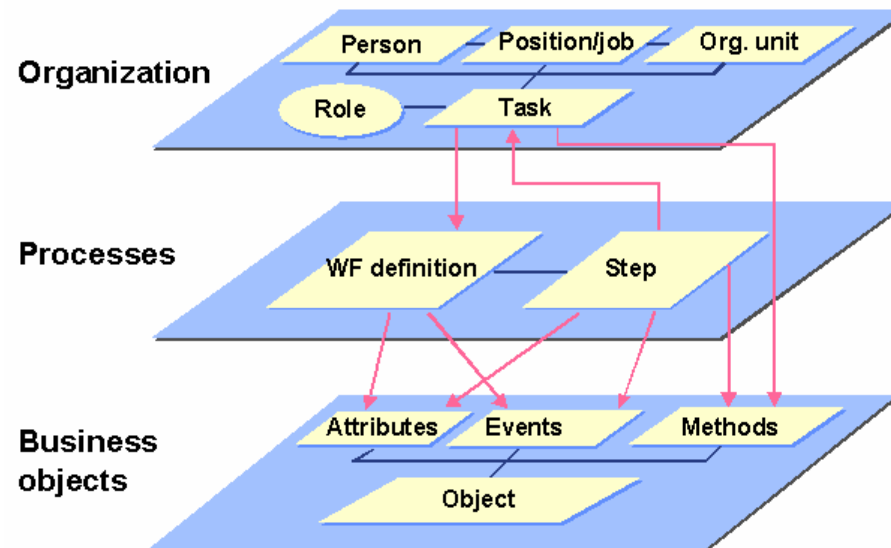 Organization
Person
Position/job
Org. unit
Role
Task
Processes
WF definition
Step
Business
objects
Attributes
Events
Methods
Object